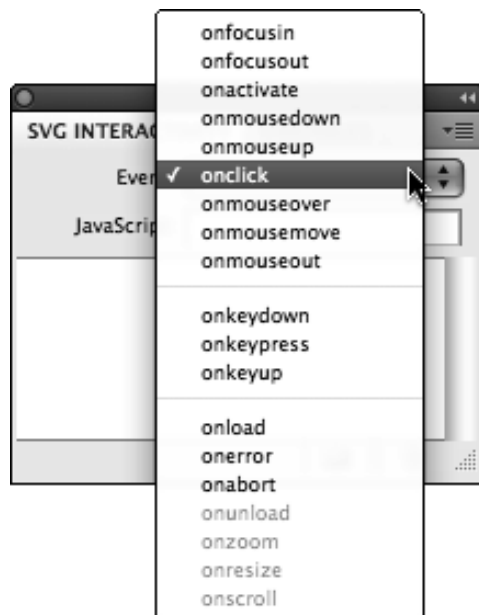 onfocusin
onfocusout
onactivate
onmousedown
SVG INTERAC
onmouseup
Even ✓ onclick
onmouseover
JavaScrip
onmousemove
onmouseout
onkeydown
onkeypress
onkeyup
onload
onerror
onabort
onunload
onzoom
onresize
onscroll